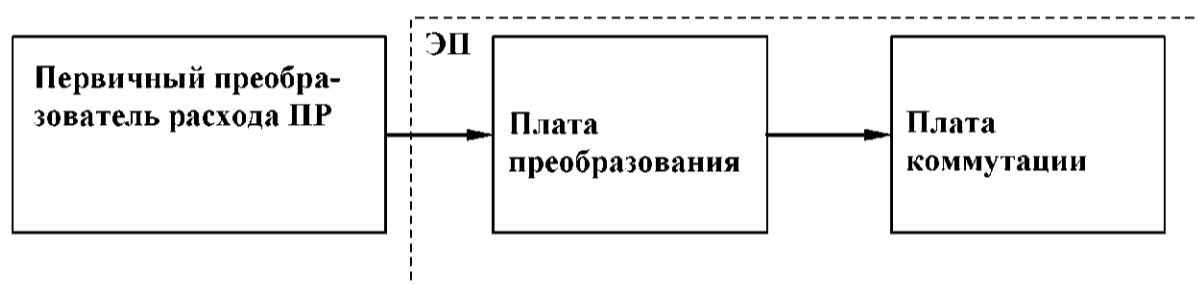 Первичный преобра-
зователь расхода ПР
ЭП
Плата
преобразования
Плата
коммутации